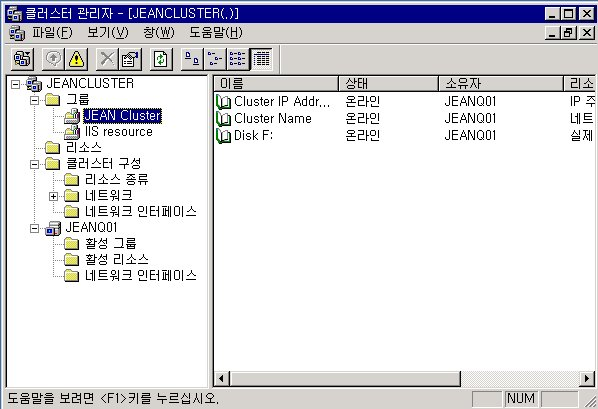 클러스터 관리자 - [JEANCLUSTER(.)]
파일(F) 보기(V) 창(W) 도움말(H)
JEANCLUSTER
그룹
JEAN Cluster
IIS resource
리소스
클러스터 구성
리소스 종류
네트워크
네트워크 인터페이스
JEANQ01
활성 그룹
활성 리소스
네트워크 인터페이스
이름 상태 소유자 리소
Cluster IP Addr... 온라인 JEANQ01 IP 주
Cluster Name 온라인 JEANQ01 네트
Disk F: 온라인 JEANQ01 실제
도움말을 보려면 <F1>키를 누르십시오. NUM